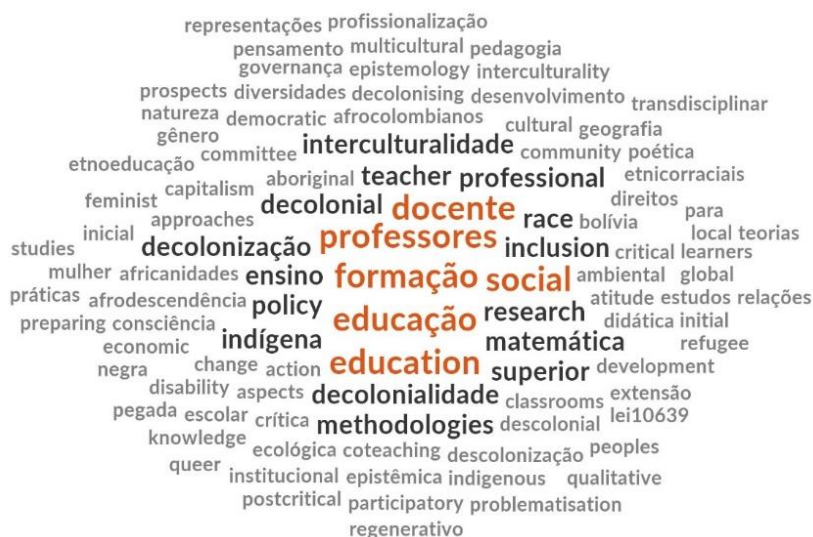 representações profissionalização
pensamento multicultural pedagogia
governança epistemology interculturality
prospects diversidades decolonising desenvolvimento transdisciplinar
natureza democratic afrocolombianos cultural geografia
gênero committee interculturalidade community poética
etnoeducação capitalism aboriginal teacher professional etnicorraciais
feminist approaches decolonial docente race bolívia direitos para
inicial decolonização professores inclusion critical learners local teorias
studies mulher africanidades ensino formação social ambiental global
práticas afrodescendência policy educação research atitude estudos relações
preparing consciência indígena matemática didática initial
economic refugee
negra change action education superior development
disability aspects decolonialidade classrooms extensão
pegada escolar crítica methodologies descolonial lei10639
knowledge ecológica coteaching descolonização peoples
queer institutional epistêmica indigenous qualitative
postcritical participatory problematisation
regenerativo